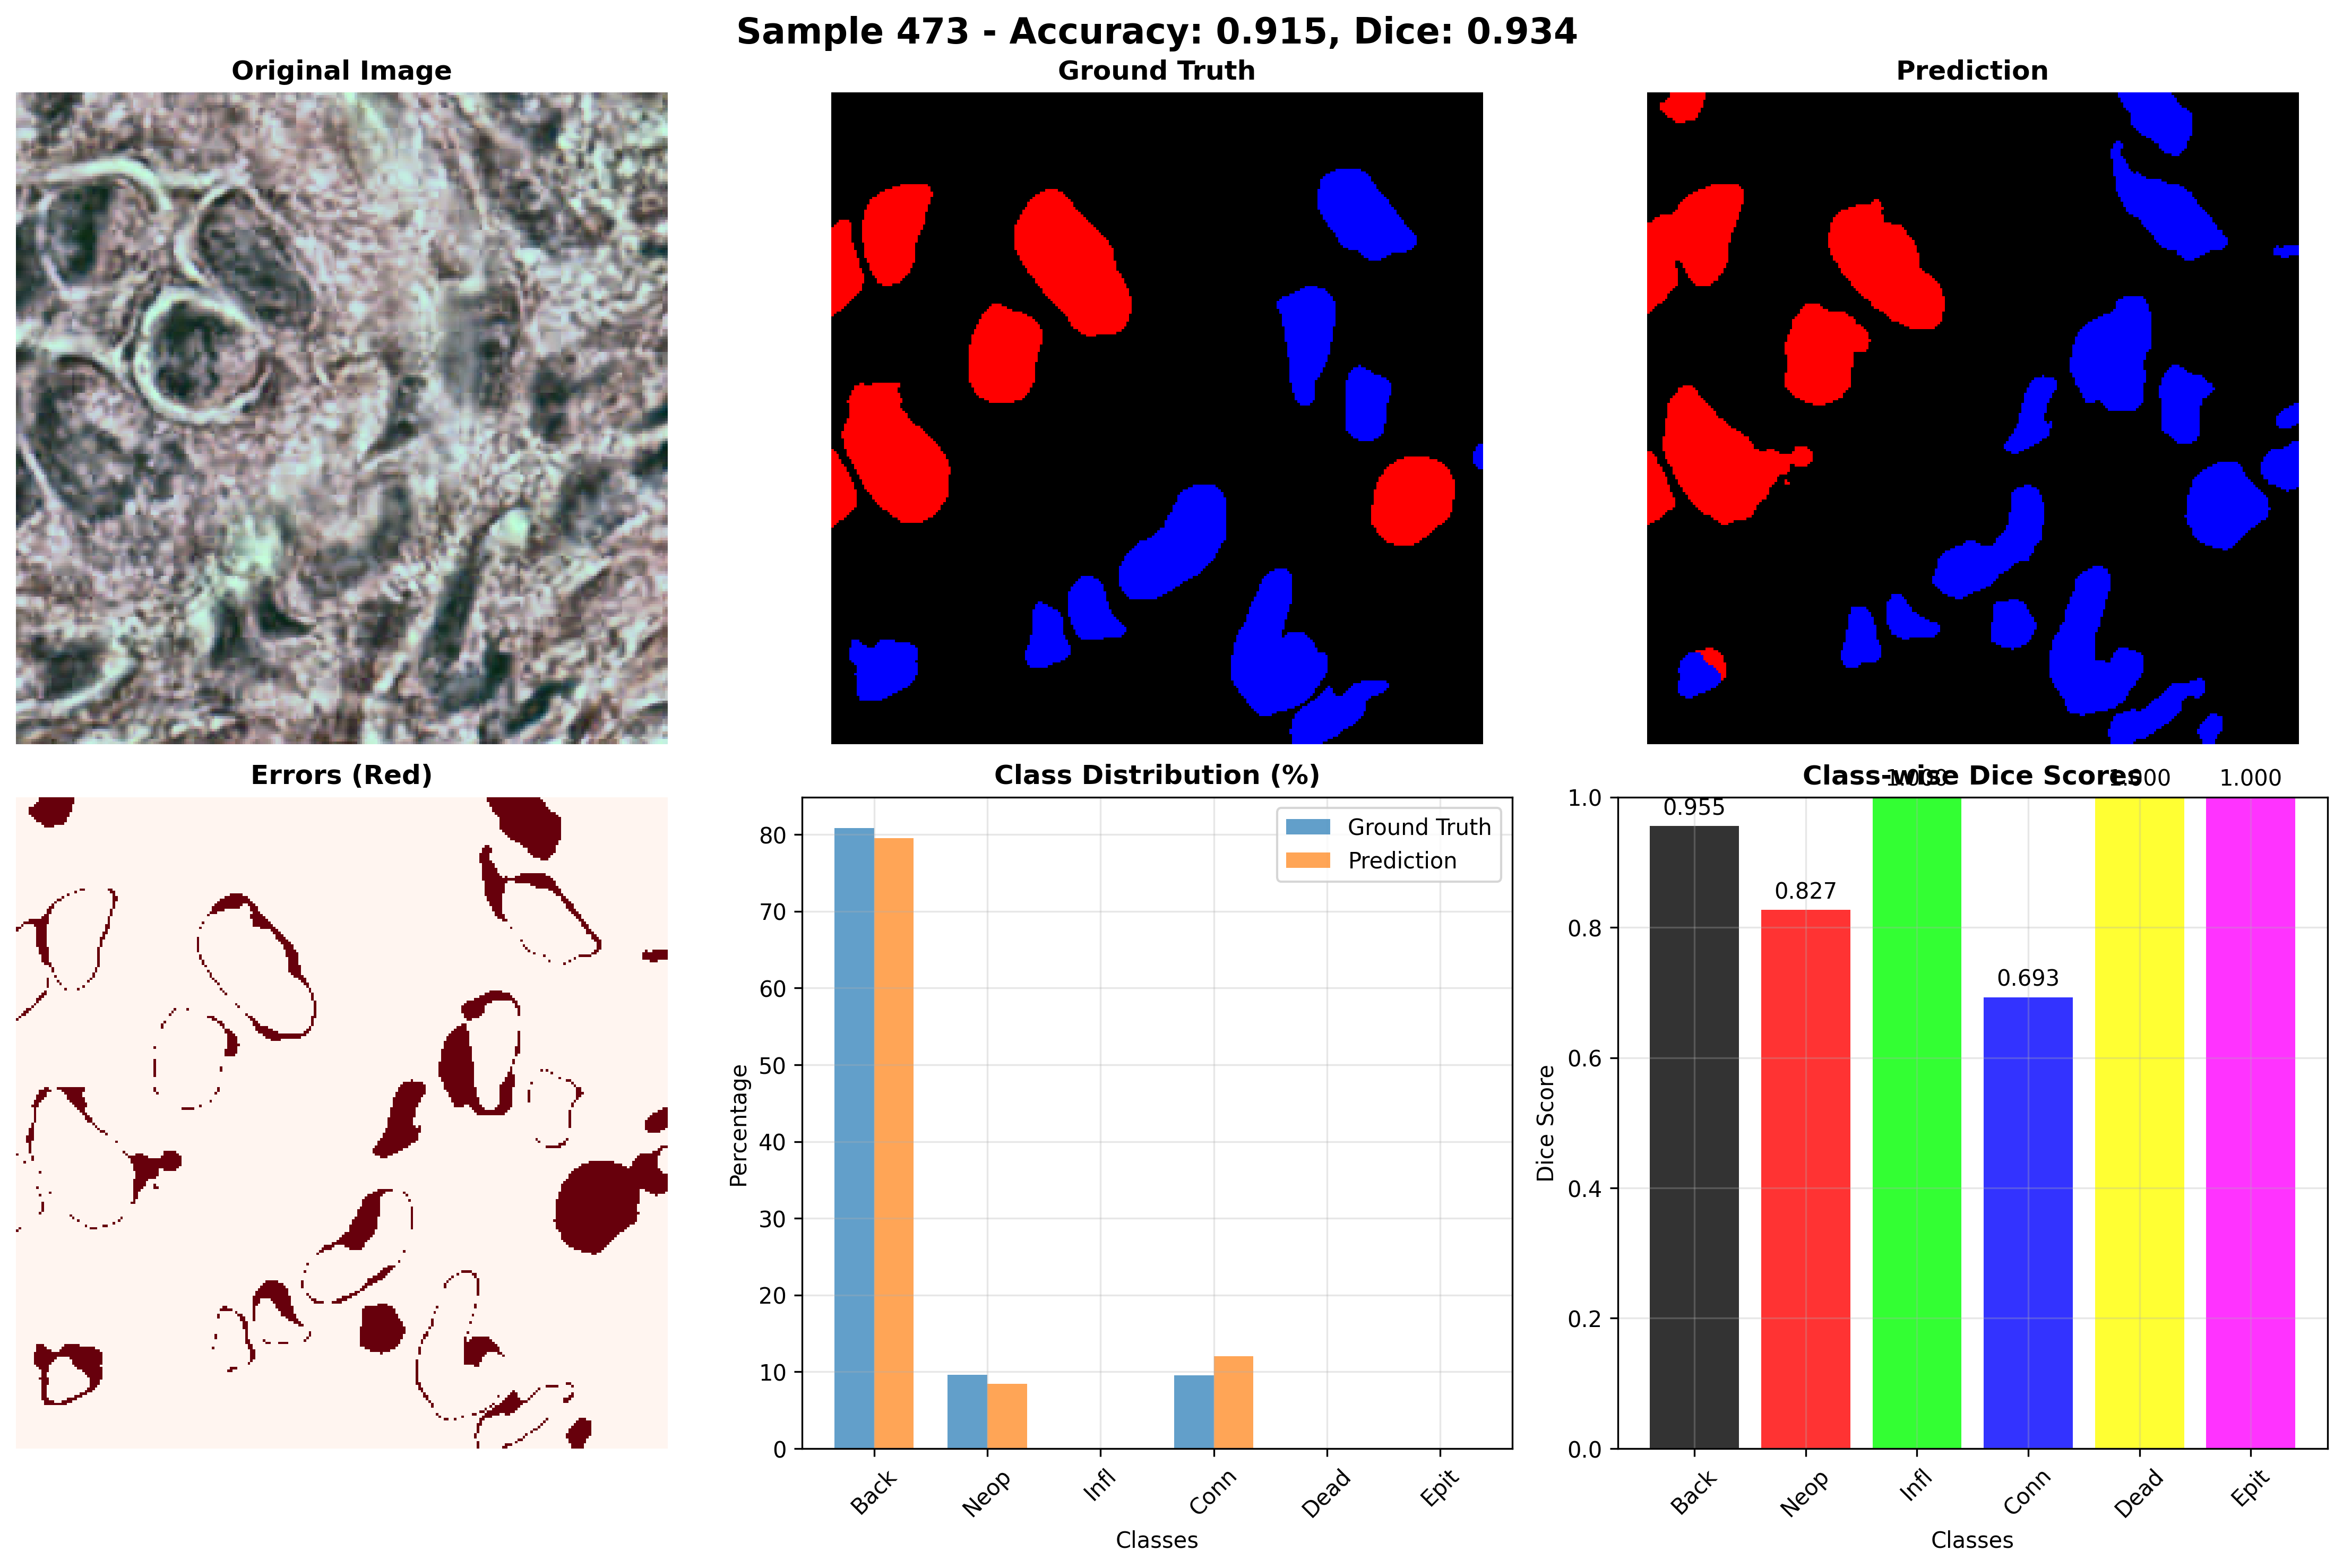 Sample 473 - Accuracy: 0.915, Dice: 0.934
Original Image
Ground Truth
Prediction
Errors (Red)
Class Distribution (%)
Ground Truth
Prediction
Percentage
80
70
60
50
40
30
20
10
0
Back
Neop
Infl
Conn
Dead
Epit
Classes
Class-wise Dice Scores
0.955
0.827
1.000
0.693
1.000
1.000
Dice Score
1.0
0.8
0.6
0.4
0.2
0.0
Back
Neop
Infl
Conn
Dead
Epit
Classes